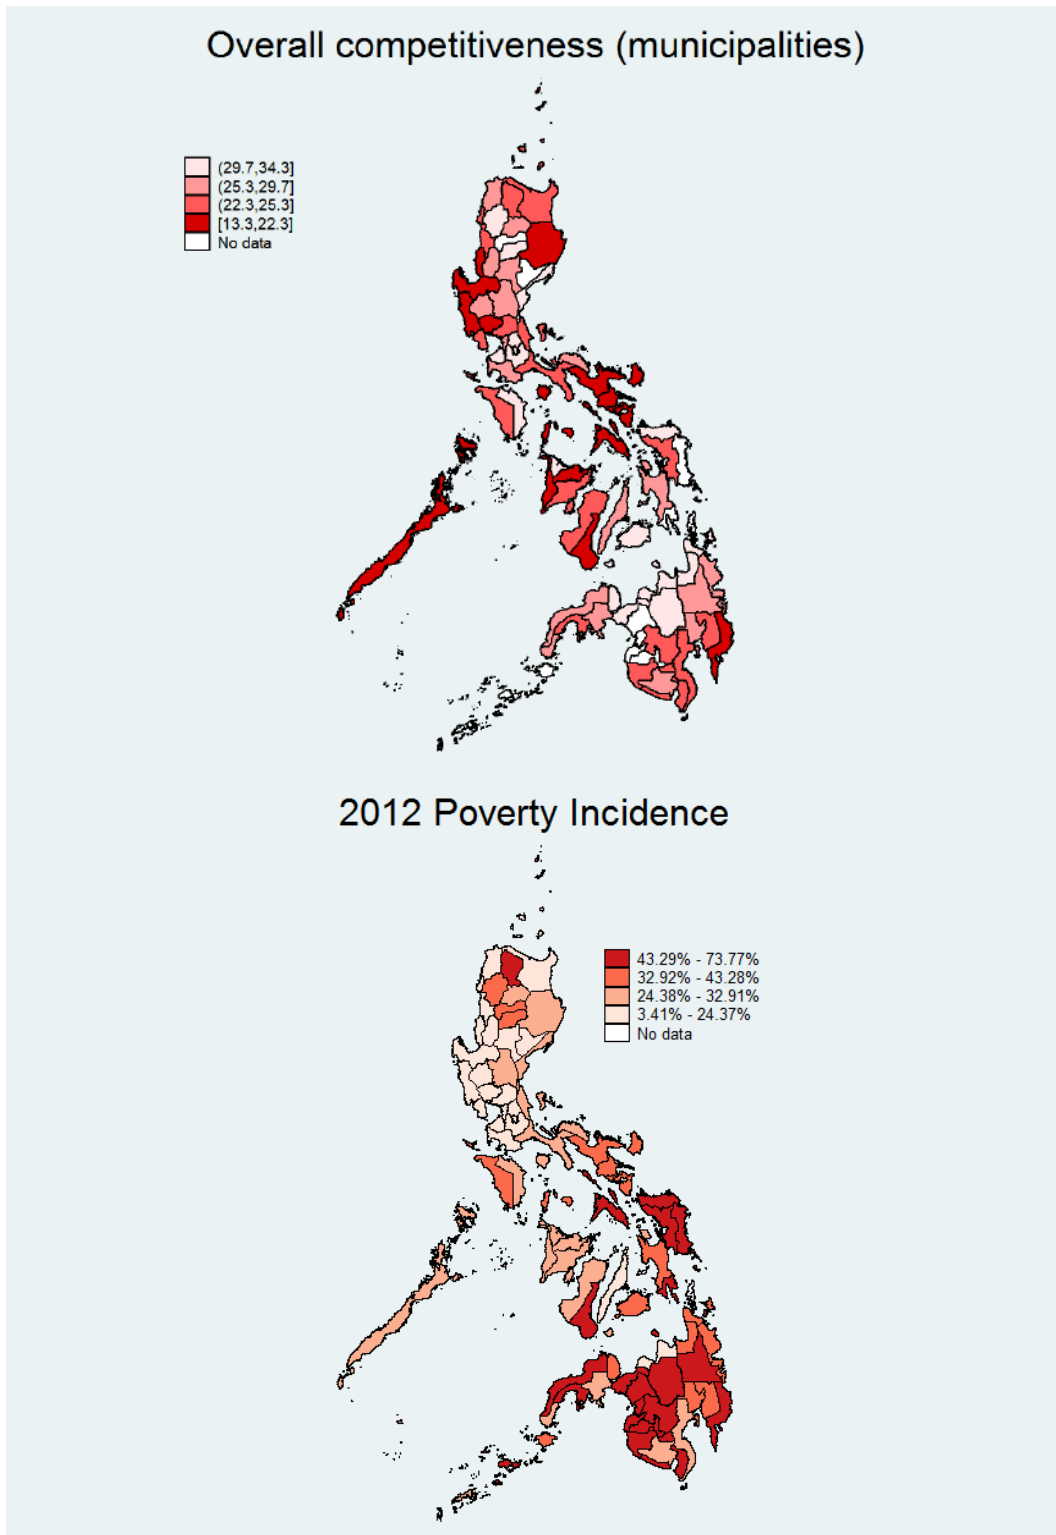 Overall competitiveness (municipalities)
(29.7,34.3]
(25.3,29.7]
(22.3,25.3]
[13.3,22.3]
No data
2012 Poverty Incidence
43.29% - 73.77%
32.92% - 43.28%
24.38% - 32.91%
3.41% - 24.37%
No data